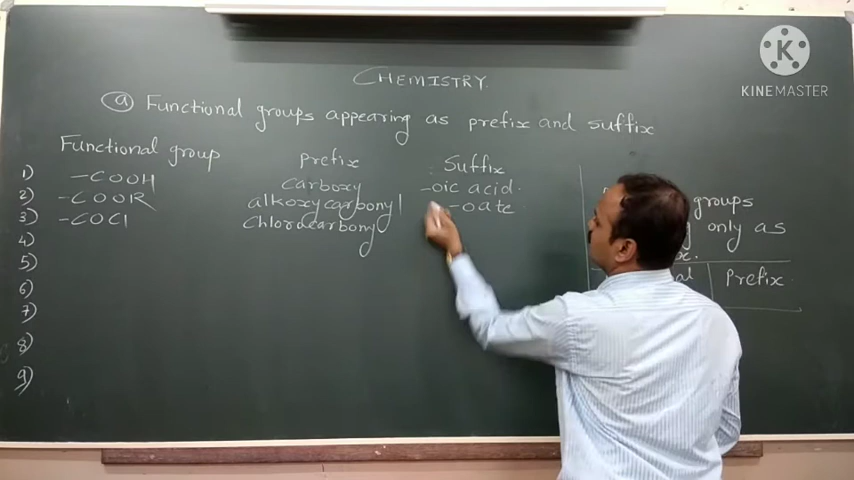 KINEMASTER
CHEMISTRY.
a Functional groups appearing as prefix and suffix
Functional group Prefix Suffix
1) -COOH carboxy -oic acid.
2) -COOR alkoxycarbonyl -oate
3) -COCl Chlorocarbony
4)
5)
6)
7)
8)
9)
groups
only as
Prefix